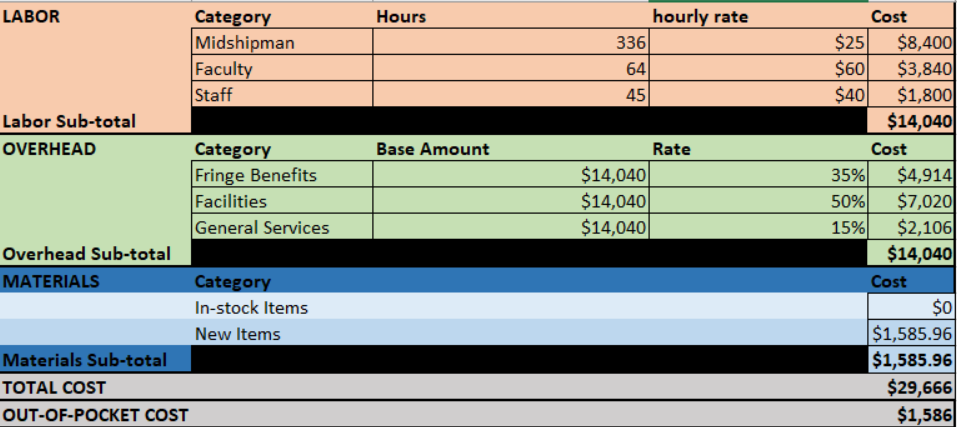 LABOR Category Hours hourly rate Cost
Midshipman 336 $25 $8,400
Faculty 64 $60 $3,840
Staff 45 $40 $1,800
Labor Sub-total $14,040
OVERHEAD Category Base Amount Rate Cost
Fringe Benefits $14,040 35% $4,914
Facilities $14,040 50% $7,020
General Services $14,040 15% $2,106
Overhead Sub-total $14,040
MATERIALS Category Cost
In-stock Items $0
New Items $1,585.96
Materials Sub-total $1,585.96
TOTAL COST $29,666
OUT-OF-POCKET COST $1,586